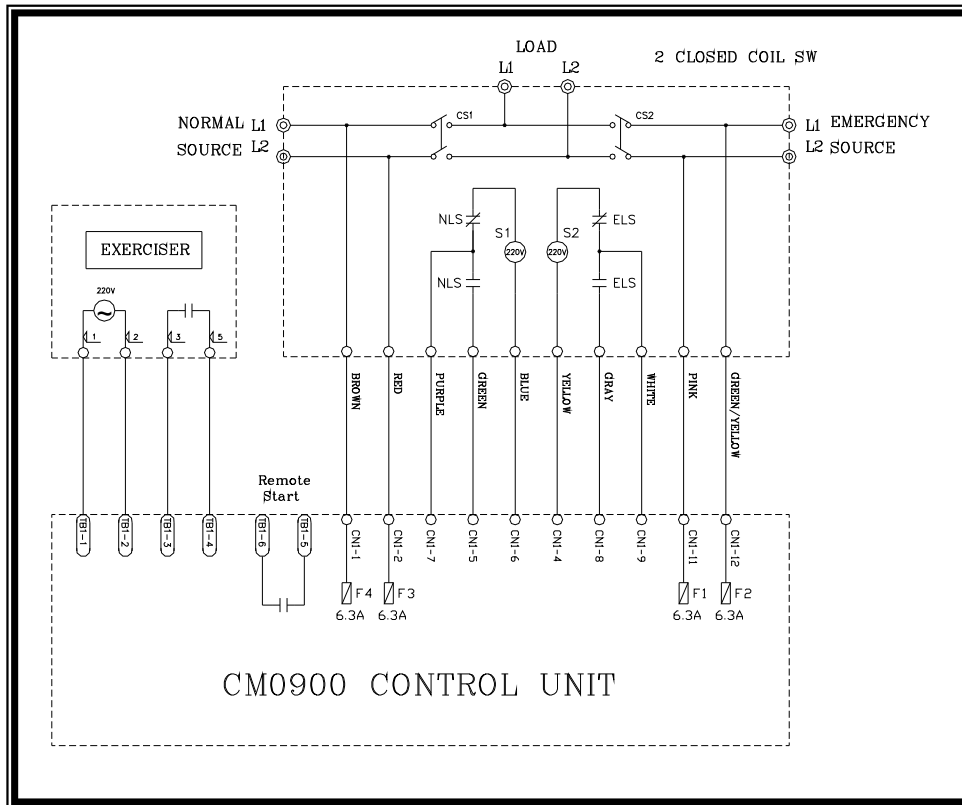 LOAD
L1 L2
2 CLOSED COIL SW
NORMAL L1
SOURCE L2
CS1
CS2
L1 EMERGENCY
L2 SOURCE
NLS
S1
220V
S2
220V
ELS
NLS
ELS
EXERCISER
220V
1 2 3 5
BROWN
RED
PURPLE
GREEN
BLUE
YELLOW
GRAY
WHITE
PINK
GREEN/YELLOW
Remote
Start
TB1-1
TB1-2
TB1-3
TB1-4
TB1-6
TB1-5
CN1-1
CN1-2
CN1-7
CN1-5
CN1-6
CN1-4
CN1-8
CN1-9
CN1-11
CN1-12
F4
6.3A
F3
6.3A
F1
6.3A
F2
6.3A
CM0900 CONTROL UNIT